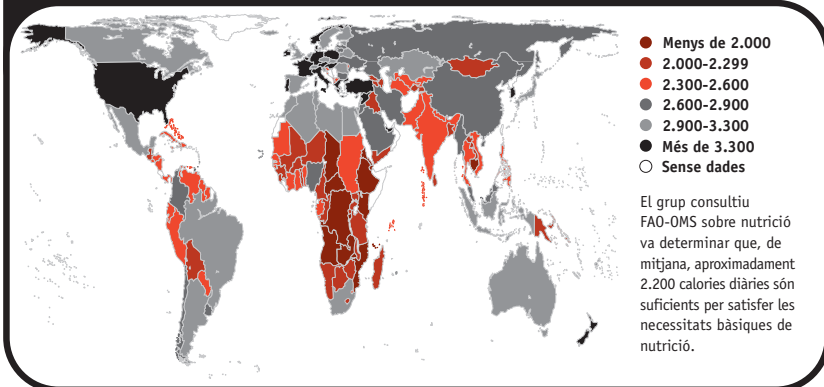 Menys de 2.000
2.000-2.299
2.300-2.600
2.600-2.900
2.900-3.300
Més de 3.300
Sense dades
El grup consultiu
FAO-OMS sobre nutrició
va determinar que, de
mitjana, aproximadament
2.200 calories diàries són
suficients per satisfer les
necessitats bàsiques de
nutrició.